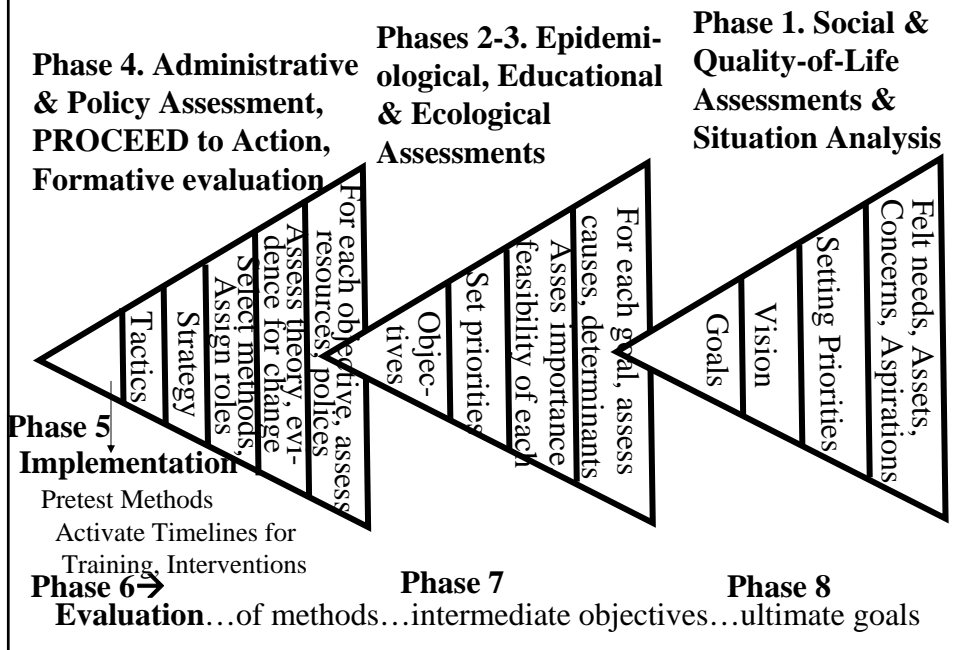 Phase 4. Administrative
& Policy Assessment,
PROCEED to Action,
Formative evaluation
Phases 2-3. Epidemi-
ological, Educational
& Ecological
Assessments
Phase 1. Social &
Quality-of-Life
Assessments &
Situation Analysis
For each objective, assess
resources, polices
Assess theory, evi-
dence for change
Select methods,
Assign roles
Strategy
Tactics
For each goal, assess
causes, determinants
Asses importance
feasibility of each
Set priorities
Objec-
tives
Felt needs, Assets,
Concerns, Aspirations
Setting Priorities
Vision
Goals
Phase 5
Implementation
Pretest Methods
Activate Timelines for
Training, Interventions
Phase 6→
Phase 7
Phase 8
Evaluation…of methods…intermediate objectives…ultimate goals